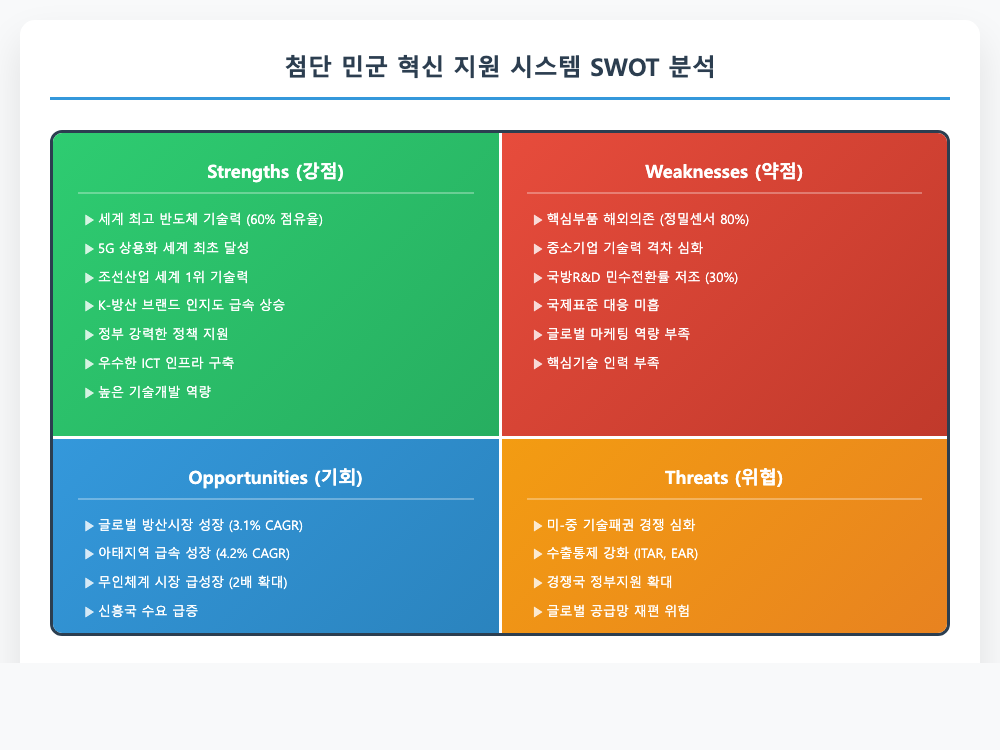 첨단 민군 혁신 지원 시스템 SWOT 분석
Strengths (강점)
▶ 세계 최고 반도체 기술력 (60% 점유율)
▶ 5G 상용화 세계 최초 달성
▶ 조선산업 세계 1위 기술력
▶ K-방산 브랜드 인지도 급속 상승
▶ 정부 강력한 정책 지원
▶ 우수한 ICT 인프라 구축
▶ 높은 기술개발 역량
Weaknesses (약점)
▶ 핵심부품 해외의존 (정밀센서 80%)
▶ 중소기업 기술력 격차 심화
▶ 국방R&D 민수전환률 저조 (30%)
▶ 국제표준 대응 미흡
▶ 글로벌 마케팅 역량 부족
▶ 핵심기술 인력 부족
Opportunities (기회)
▶ 글로벌 방산시장 성장 (3.1% CAGR)
▶ 아태지역 급속 성장 (4.2% CAGR)
▶ 무인체계 시장 급성장 (2배 확대)
▶ 신흥국 수요 급증
Threats (위협)
▶ 미-중 기술패권 경쟁 심화
▶ 수출통제 강화 (ITAR, EAR)
▶ 경쟁국 정부지원 확대
▶ 글로벌 공급망 재편 위험